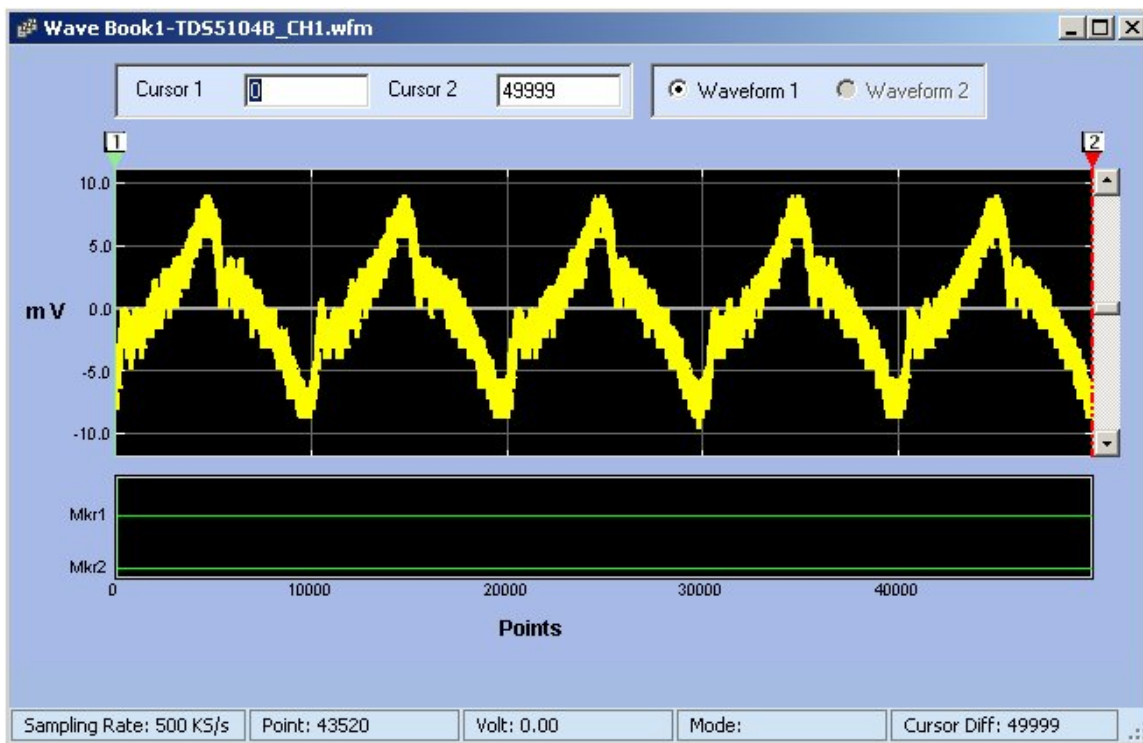 Wave Book1-TDS5104B_CH1.wfm
Cursor 1 0 Cursor 2 49999 Waveform 1 Waveform 2
1 2
10.0
5.0
m V 0.0
-5.0
-10.0
Mkr1
Mkr2
0 10000 20000 30000 40000
Points
Sampling Rate: 500 KS/s Point: 43520 Volt: 0.00 Mode: Cursor Diff: 49999